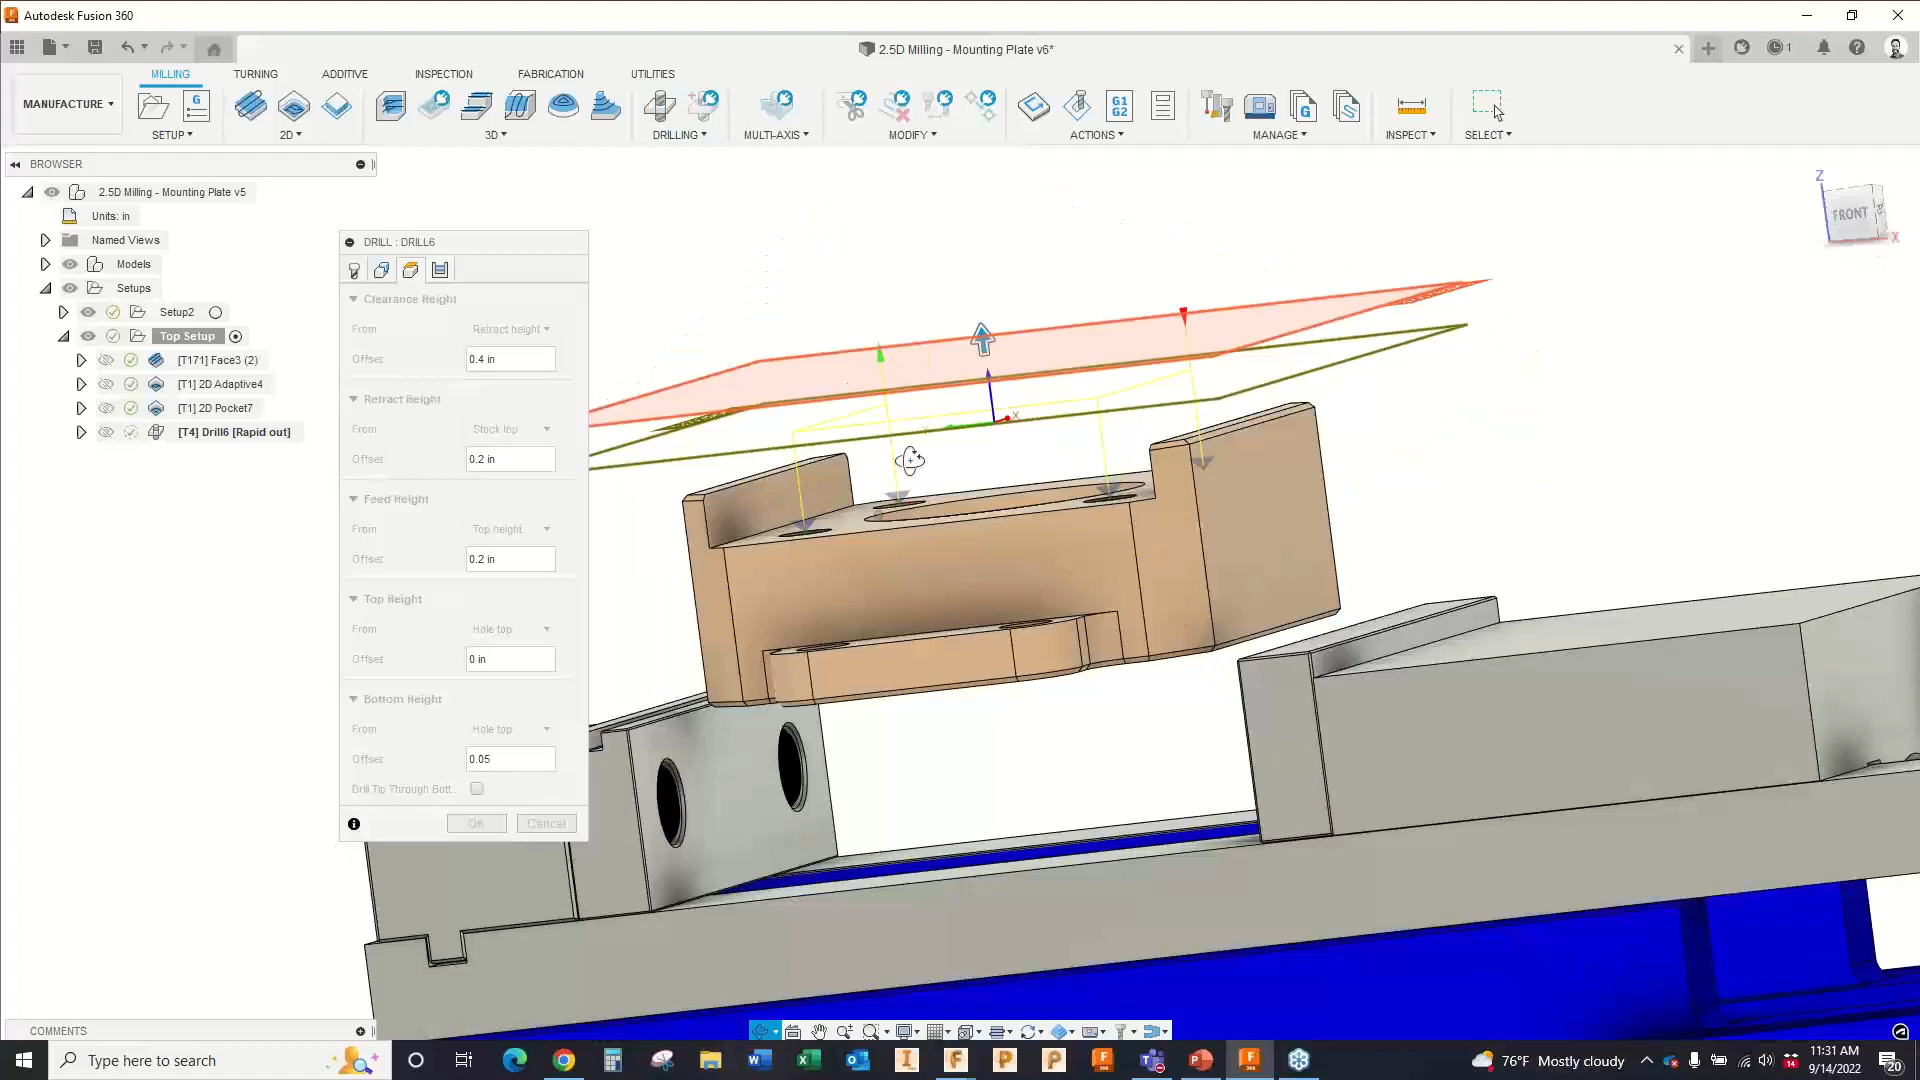 Autodesk Fusion 360
2.5D Milling - Mounting Plate v6*
1
MILLING TURNING ADDITIVE INSPECTION FABRICATION UTILITIES
MANUFACTURE
G G1 G2 G
SETUP 2D 3D DRILLING MULTI-AXIS MODIFY ACTIONS MANAGE INSPECT SELECT
BROWSER
2.5D Milling - Mounting Plate v5
Units: in
Named Views
Models
Setups
Setup2
Top Setup
[T171] Face3 (2)
[T1] 2D Adaptive4
[T1] 2D Pocket7
[T4] Drill6 [Rapid out]
DRILL : DRILL6
Clearance Height
From Retract height
Offset 0.4 in
Retract Height
From Stock top
Offset 0.2 in
Feed Height
From Top height
Offset 0.2 in
Top Height
From Hole top
Offset 0 in
Bottom Height
From Hole top
Offset 0.05
Drill Tip Through Bott..
OK Cancel
Z
FRONT
X
X
COMMENTS
Type here to search
76°F Mostly cloudy
11:31 AM
9/14/2022
14
20